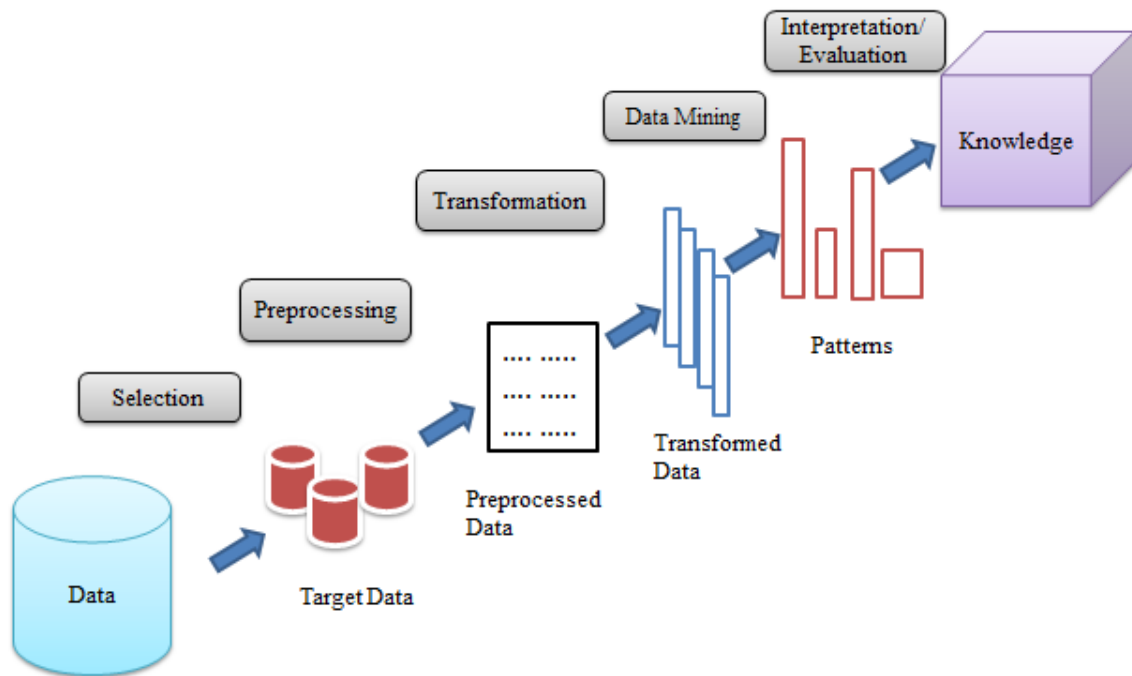 Interpretation/
Evaluation
Knowledge
Data Mining
Transformation
Patterns
Preprocessing
.... .....
.... .....
.... .....
Transformed
Data
Selection
Preprocessed
Data
Data
Target Data